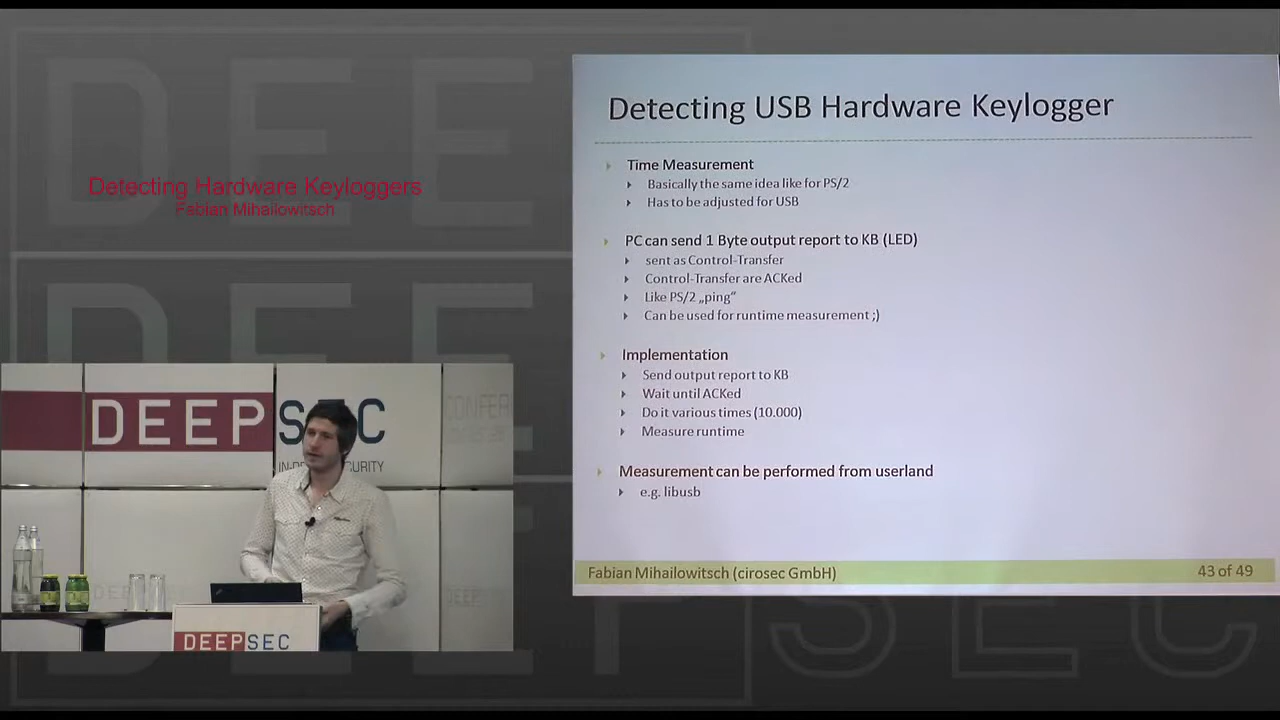 Detecting Hardware Keyloggers
Fabian Mihailowitsch
DEEPSEC
IN-DEPTH SECURITY
CONFER
DEEPSEC
Detecting USB Hardware Keylogger
Time Measurement
Basically the same idea like for PS/2
Has to be adjusted for USB
PC can send 1 Byte output report to KB (LED)
sent as Control-Transfer
Control-Transfer are ACKed
Like PS/2 „ping“
Can be used for runtime measurement ;)
Implementation
Send output report to KB
Wait until ACKed
Do it various times (10.000)
Measure runtime
Measurement can be performed from userland
e.g. libusb
Fabian Mihailowitsch (cirosec GmbH)
43 of 49